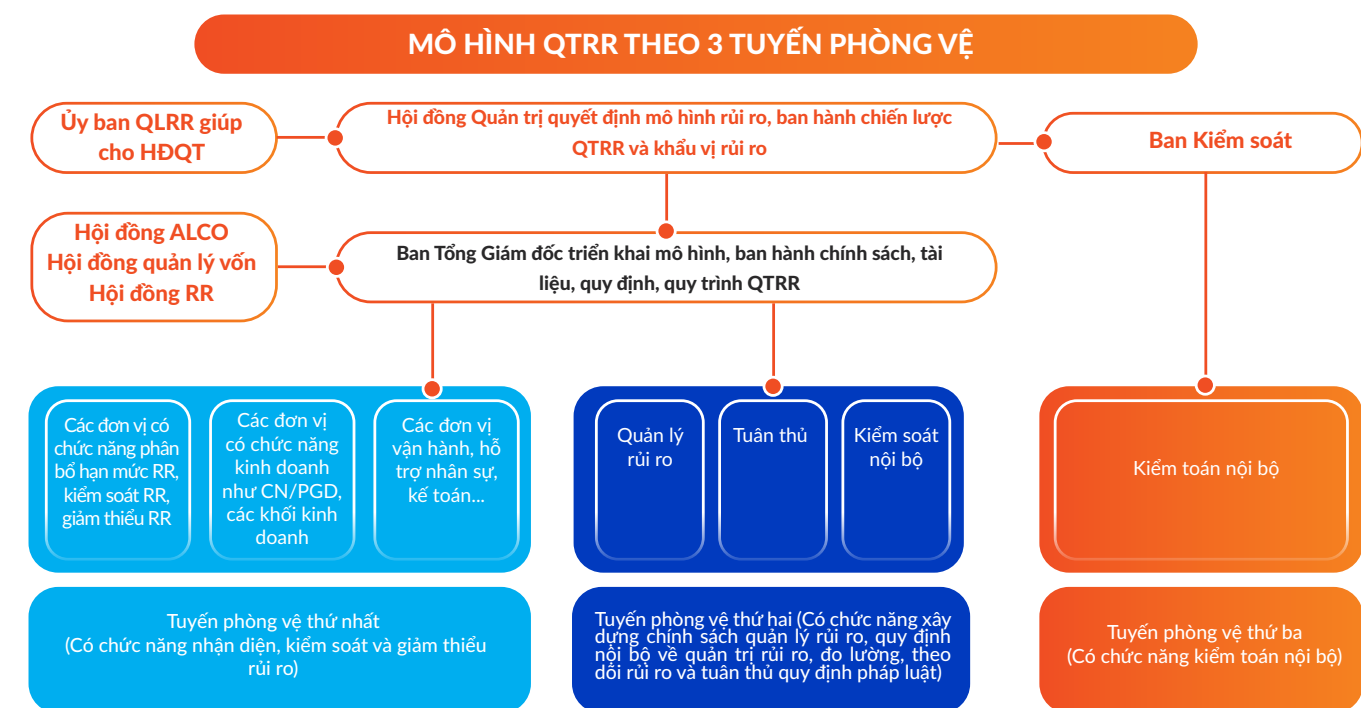 MÔ HÌNH QTRR THEO 3 TUYẾN PHÒNG VỆ
Ủy ban QLRR giúp
cho HĐQT
Hội đồng Quản trị quyết định mô hình rủi ro, ban hành chiến lược
QTRR và khẩu vị rủi ro
Ban Kiểm soát
Hội đồng ALCO
Hội đồng quản lý vốn
Hội đồng RR
Ban Tổng Giám đốc triển khai mô hình, ban hành chính sách, tài
liệu, quy định, quy trình QTRR
Các đơn vị có
chức năng phân
bổ hạn mức RR,
kiểm soát RR,
giảm thiểu RR
Các đơn vị
có chức năng
kinh doanh
như CN/PGD,
các khối kinh
doanh
Các đơn vị
vận hành, hỗ
trợ nhân sự,
kế toán...
Quản lý
rủi ro
Tuân thủ
Kiểm soát
nội bộ
Kiểm toán nội bộ
Tuyến phòng vệ thứ nhất
(Có chức năng nhận diện, kiểm soát và giảm thiểu
rủi ro)
Tuyến phòng vệ thứ hai (Có chức năng xây
dựng chính sách quản lý rủi ro, quy định
nội bộ về quản trị rủi ro, đo lường, theo
dõi rủi ro và tuân thủ quy định pháp luật)
Tuyến phòng vệ thứ ba
(Có chức năng kiểm toán nội bộ)